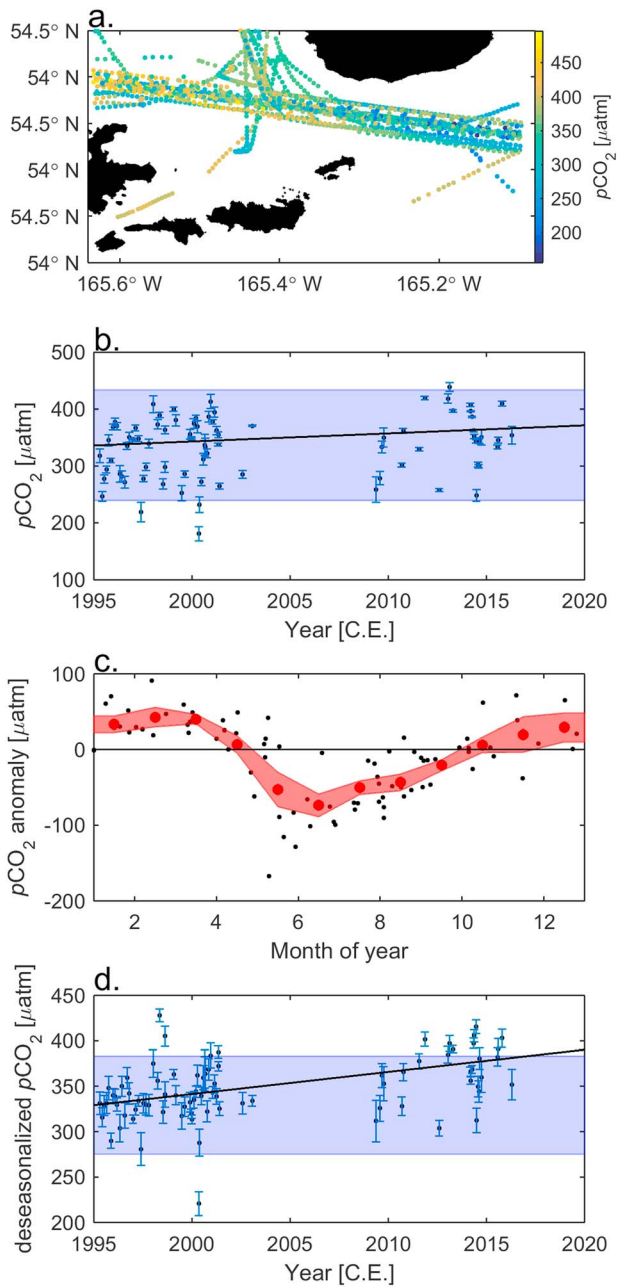 a.
54.5° N
54° N
54.5° N
54° N
54.5° N
54° N
165.6° W
165.4° W
165.2° W
450
400
350
300
250
200
pCO2 [μatm]
b.
500
400
300
200
100
pCO2 [μatm]
1995
2000
2005
2010
2015
2020
Year [C.E.]
c.
100
0
-100
-200
pCO2 anomaly [μatm]
2
4
6
8
10
12
Month of year
d.
450
400
350
300
250
200
deseasonalized pCO2 [μatm]
1995
2000
2005
2010
2015
2020
Year [C.E.]